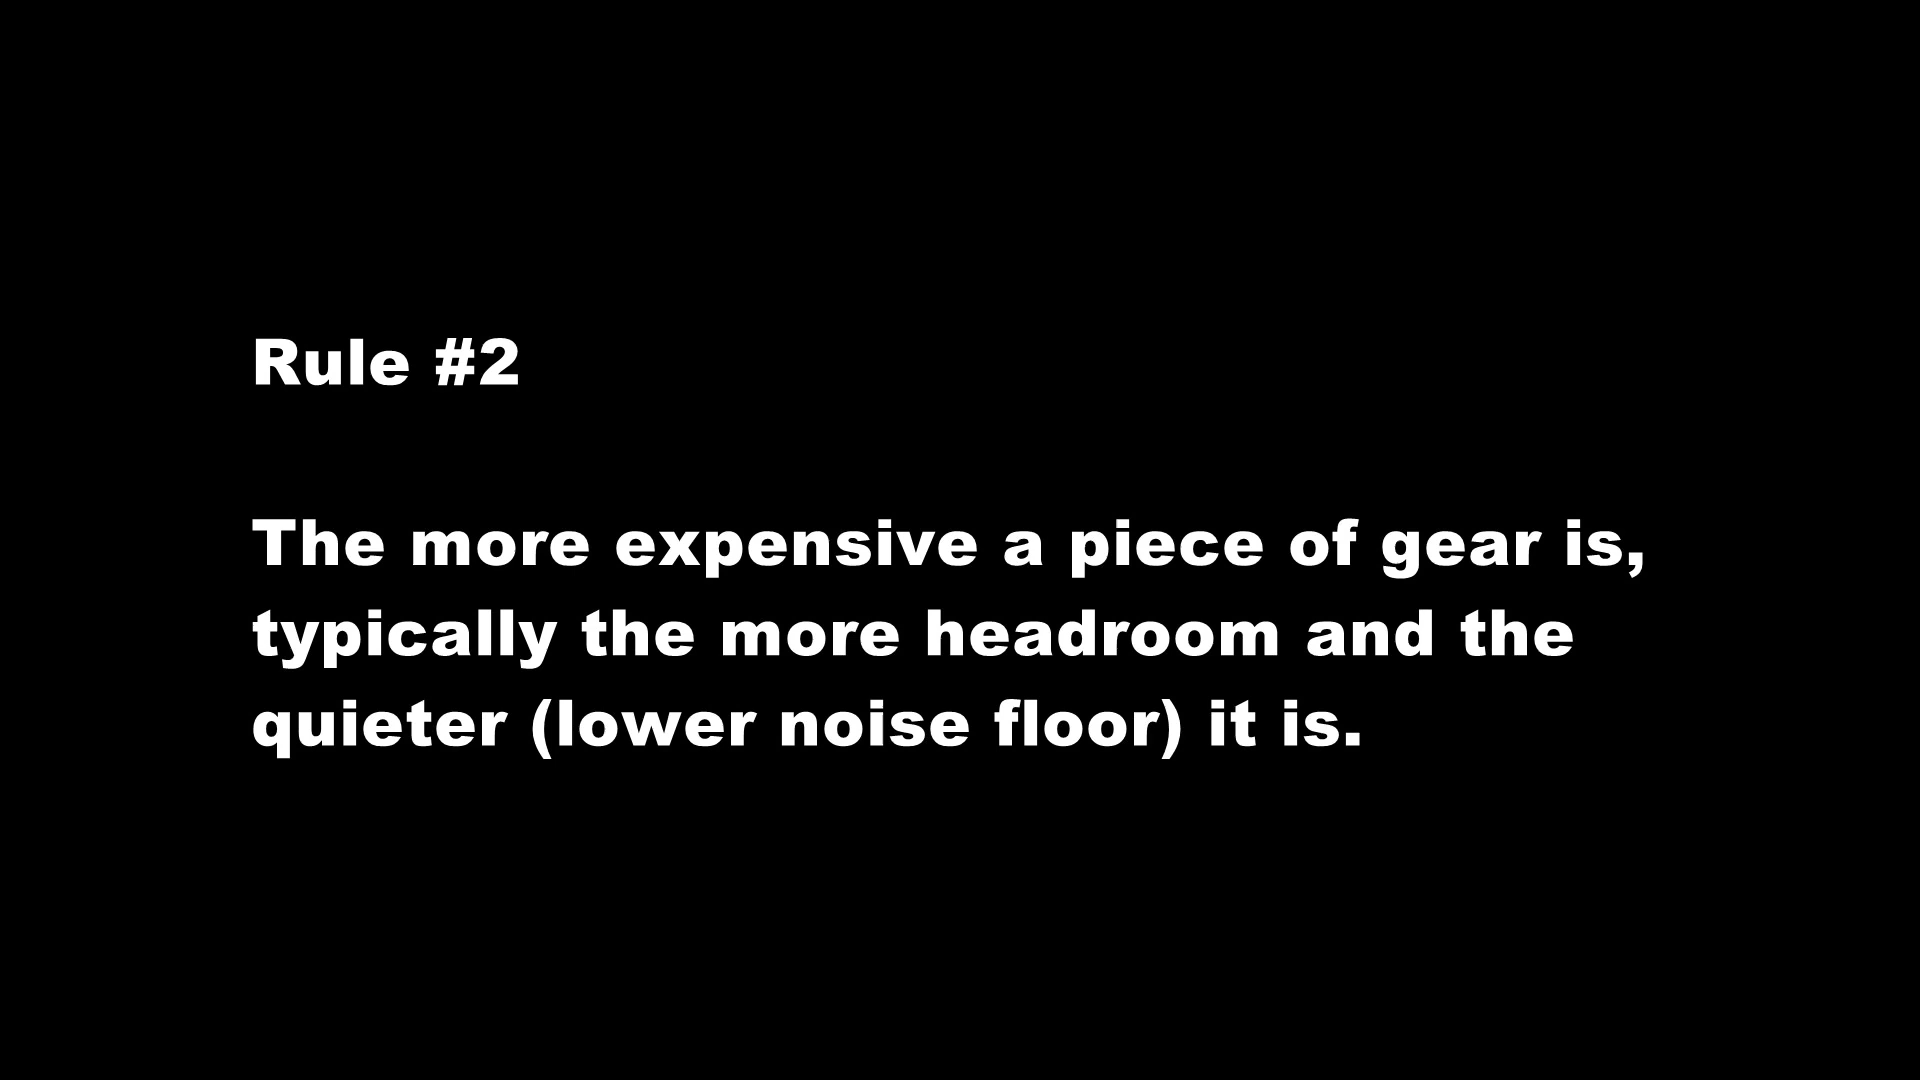 Rule #2
The more expensive a piece of gear is,
typically the more headroom and the
quieter (lower noise floor) it is.